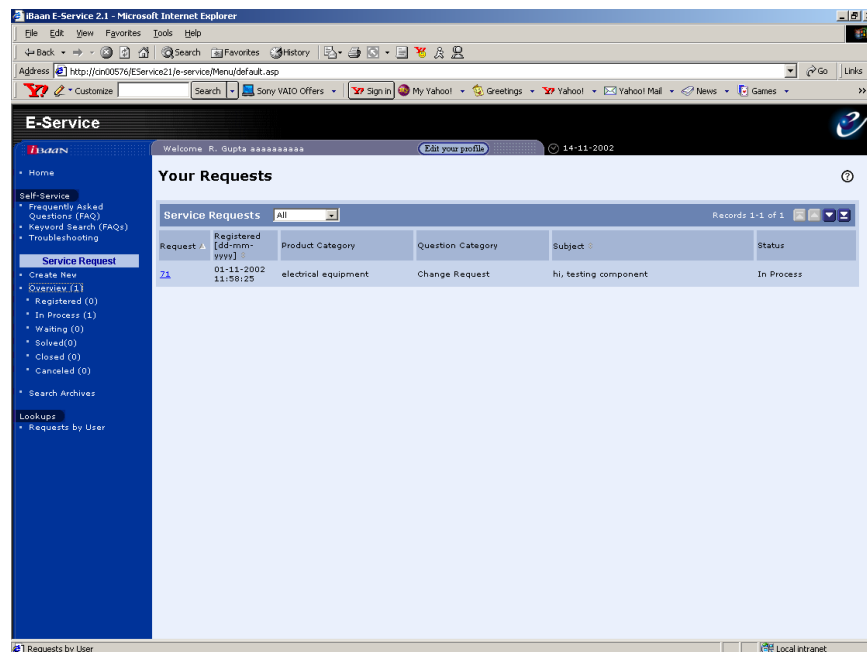 iBaan E-Service 2.1 - Microsoft Internet Explorer
File Edit View Favorites Tools Help
Back Search Favorites History
Address http://cin00576/EService21/e-service/Menu/default.asp Go Links
Y! Customize Search Sony VAIO Offers Sign in My Yahoo! Greetings Yahoo! Yahoo! Mail News Games »
E-Service
iBaan Welcome R. Gupta aaaaaaaaa Edit your profile 14-11-2002
Home
Self-Service
Frequently Asked
Questions (FAQ)
Keyword Search (FAQs)
Troubleshooting
Service Request
Create New
Overview (1)
Registered (0)
In Process (1)
Waiting (0)
Solved(0)
Closed (0)
Canceled (0)
Search Archives
Lookups
Requests by User
Your Requests
Service Requests All Records 1-1 of 1
Request Registered [dd-mm-yyyy] Product Category Question Category Subject Status
71 01-11-2002 11:58:25 electrical equipment Change Request hi, testing component In Process
Requests by User Local intranet